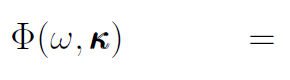 Φ(ω, κ) =